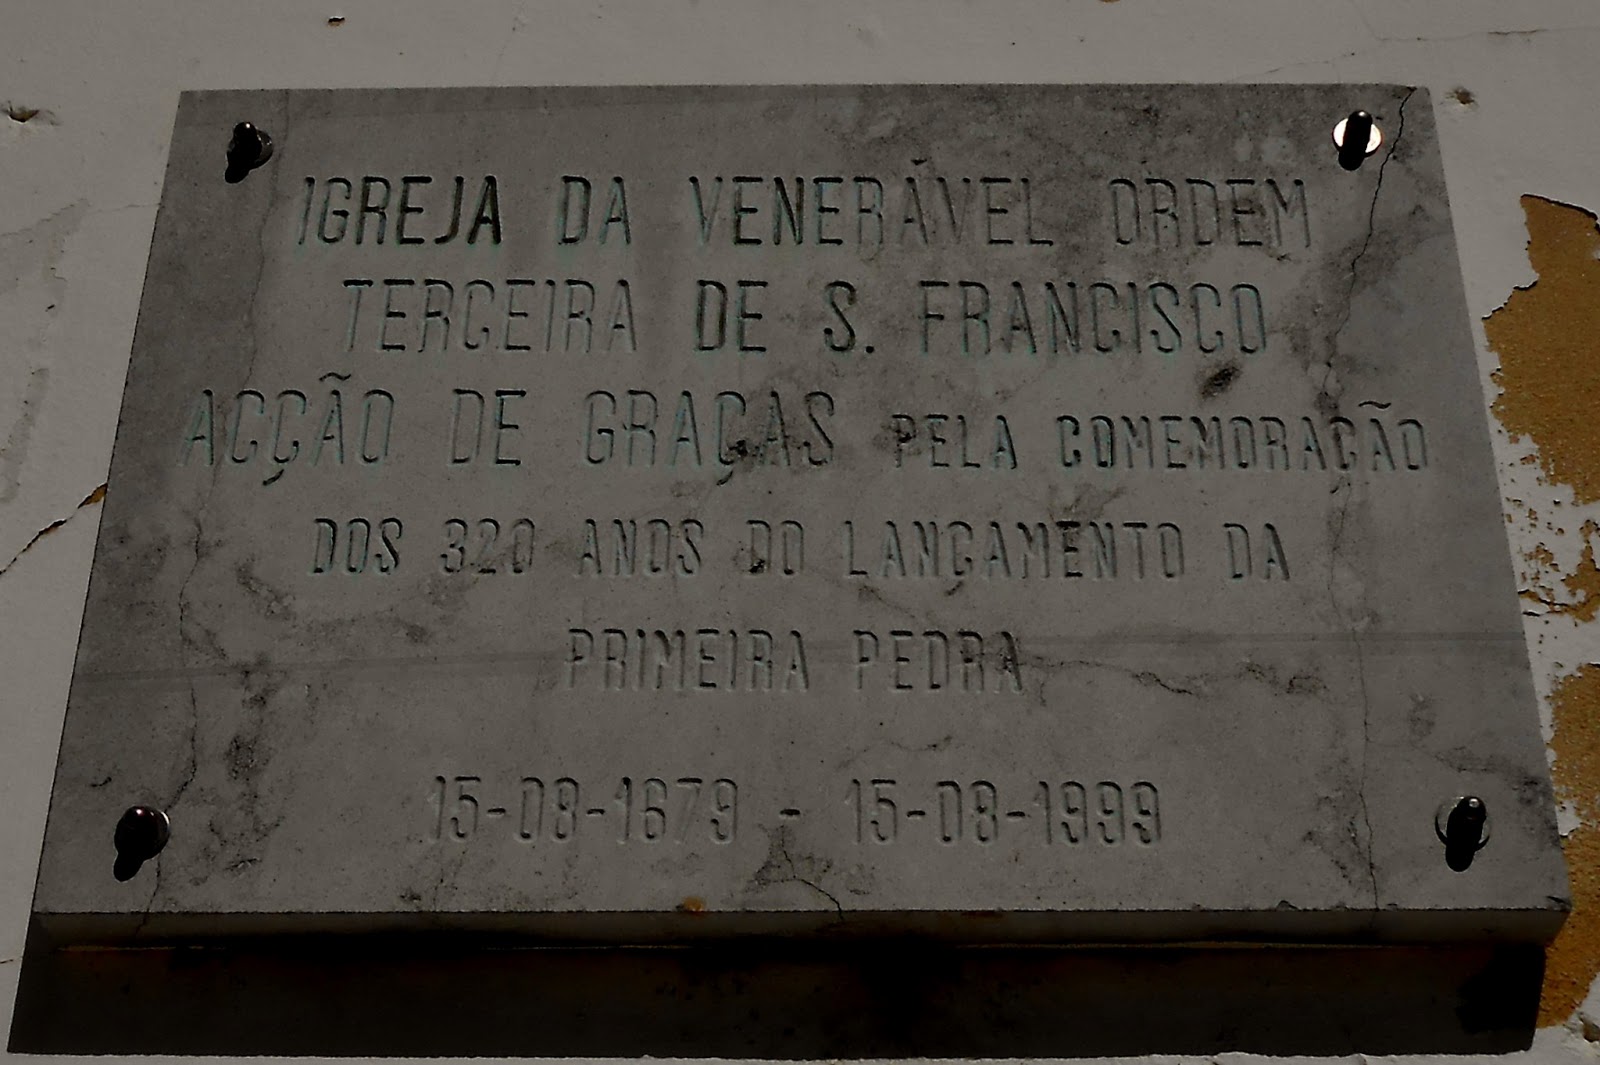 IGREJA DA VENERÁVEL ORDEM
TERCEIRA DE S. FRANCISCO
ACÇÃO DE GRAÇAS PELA COMEMORAÇÃO
DOS 320 ANOS DO LANÇAMENTO DA
PRIMEIRA PEDRA
15-08-1679 - 15-08-1999